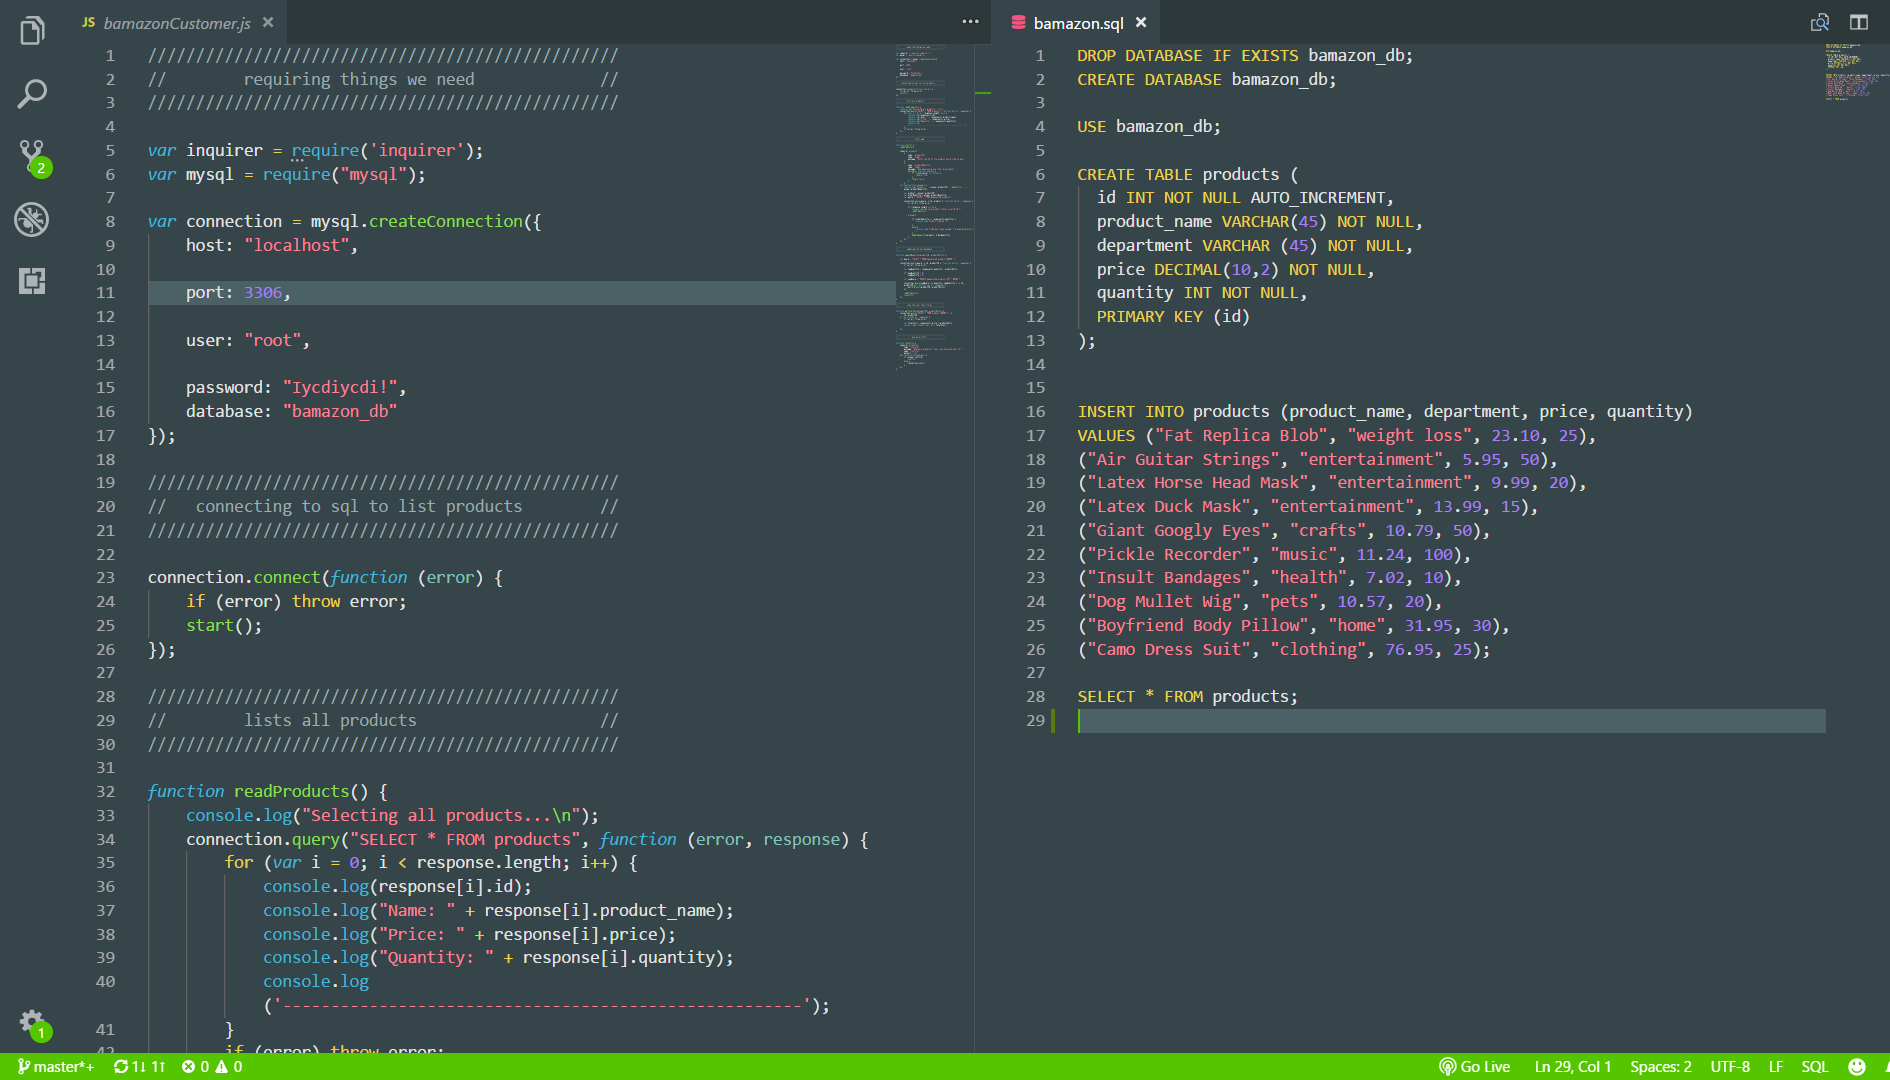 JS bamazonCustomer.js ×
1 /////////////////////////////////////////////////
2 //        requiring things we need             //
3 /////////////////////////////////////////////////
4
5 var inquirer = require('inquirer');
6 var mysql = require("mysql");
7
8 var connection = mysql.createConnection({
9     host: "localhost",
10
11     port: 3306,
12
13     user: "root",
14
15     password: "Iycdiycdi!",
16     database: "bamazon_db"
17 });
18
19 /////////////////////////////////////////////////
20 //   connecting to sql to list products        //
21 /////////////////////////////////////////////////
22
23 connection.connect(function (error) {
24     if (error) throw error;
25     start();
26 });
27
28 /////////////////////////////////////////////////
29 //        lists all products                   //
30 /////////////////////////////////////////////////
31
32 function readProducts() {
33     console.log("Selecting all products...\n");
34     connection.query("SELECT * FROM products", function (error, response) {
35         for (var i = 0; i < response.length; i++) {
36             console.log(response[i].id);
37             console.log("Name: " + response[i].product_name);
38             console.log("Price: " + response[i].price);
39             console.log("Quantity: " + response[i].quantity);
40             console.log
            ('------------------------------------------------------');
41         }
42         if (error) throw error;
bamazon.sql ×
1 DROP DATABASE IF EXISTS bamazon_db;
2 CREATE DATABASE bamazon_db;
3
4 USE bamazon_db;
5
6 CREATE TABLE products (
7   id INT NOT NULL AUTO_INCREMENT,
8   product_name VARCHAR(45) NOT NULL,
9   department VARCHAR (45) NOT NULL,
10   price DECIMAL(10,2) NOT NULL,
11   quantity INT NOT NULL,
12   PRIMARY KEY (id)
13 );
14
15
16 INSERT INTO products (product_name, department, price, quantity)
17 VALUES ("Fat Replica Blob", "weight loss", 23.10, 25),
18 ("Air Guitar Strings", "entertainment", 5.95, 50),
19 ("Latex Horse Head Mask", "entertainment", 9.99, 20),
20 ("Latex Duck Mask", "entertainment", 13.99, 15),
21 ("Giant Googly Eyes", "crafts", 10.79, 50),
22 ("Pickle Recorder", "music", 11.24, 100),
23 ("Insult Bandages", "health", 7.02, 10),
24 ("Dog Mullet Wig", "pets", 10.57, 20),
25 ("Boyfriend Body Pillow", "home", 31.95, 30),
26 ("Camo Dress Suit", "clothing", 76.95, 25);
27
28 SELECT * FROM products;
29
2
1
master*+ 1↓ 1↑ 0 0
Go Live Ln 29, Col 1 Spaces: 2 UTF-8 LF SQL